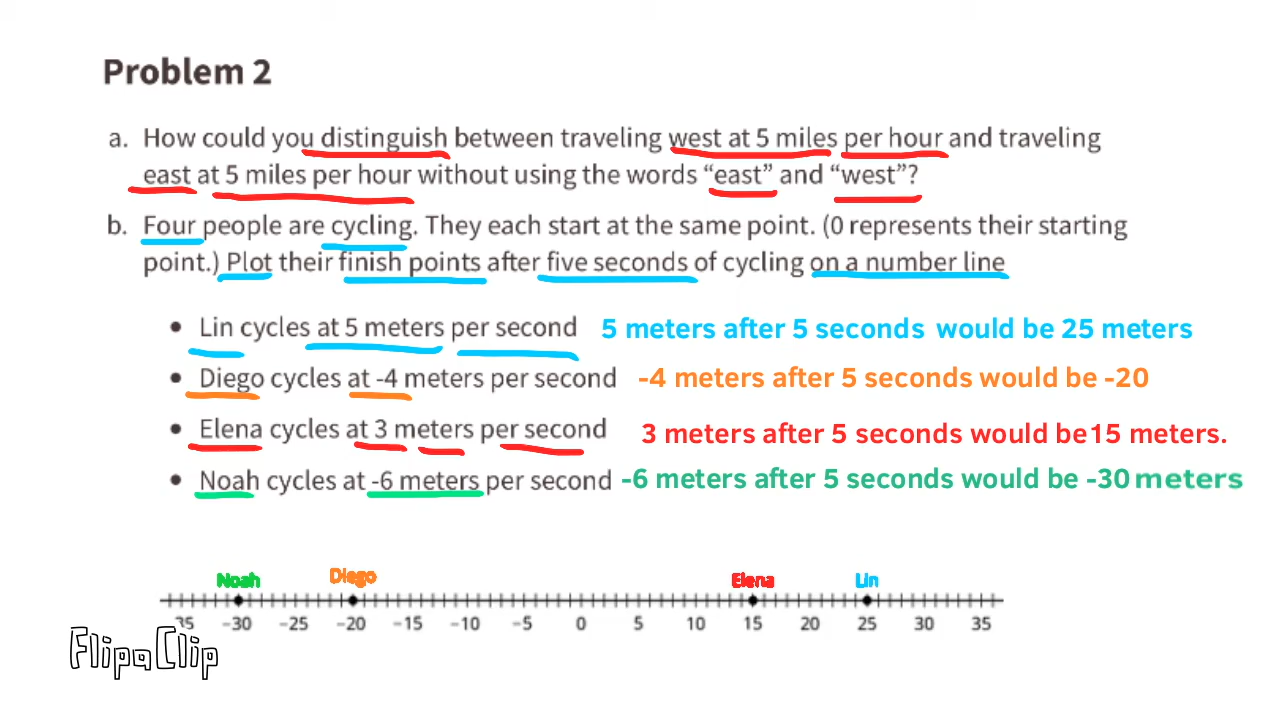 Problem 2
a. How could you distinguish between traveling west at 5 miles per hour and traveling
east at 5 miles per hour without using the words “east” and “west”?
b. Four people are cycling. They each start at the same point. (0 represents their starting
point.) Plot their finish points after five seconds of cycling on a number line
• Lin cycles at 5 meters per second 5 meters after 5 seconds would be 25 meters
• Diego cycles at -4 meters per second -4 meters after 5 seconds would be -20
• Elena cycles at 3 meters per second 3 meters after 5 seconds would be 15 meters.
• Noah cycles at -6 meters per second -6 meters after 5 seconds would be -30 meters
Noah Diego Elena Lin
35 -30 -25 -20 -15 -10 -5 0 5 10 15 20 25 30 35
FlipaClip